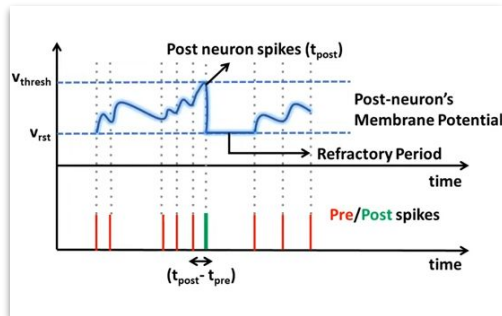 Post neuron spikes (tpost)
vthresh
Post-neuron's
Membrane Potential
vrst
Refractory Period
time
Pre/Post spikes
time
(tpost- tpre)